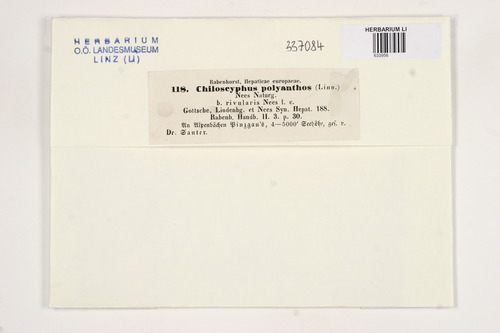 HERBARIUM
O.Ö. LANDESMUSEUM
LINZ (LI)
337084
HERBARIUM LI
Rabenhorst, Hepaticae europaeae.
118. Chiloscyphus polyanthos (Linn.)
Nees Naturg.
b. rivularis Nees l. c.
Gottsche, Lindenbg. et Nees Syn. Hepat. 188.
Rabenh. Handb. II. 3. p. 30.
An Alpenbächen Pinzgau's, 4—5000' Seehöhe, ges. v.
Dr. Sauter.